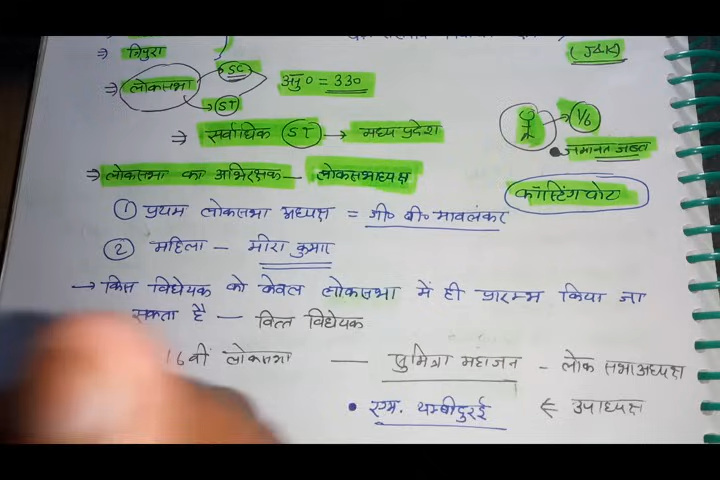 ⇒ त्रिपुरा
(J&K)
⇒ लोकसभा → SC → ST अनु० = 330
1/6
⇒ सर्वाधिक (ST) → मध्य प्रदेश
जमानत जब्त
⇒ लोकसभा का अभिरक्षक – लोकसभाध्यक्ष
कॉस्टिंग वोट
① प्रथम लोकसभा अध्यक्ष = जी० बी० मावलंकर
② महिला – मीरा कुमार
→ किस विधेयक को केवल लोकसभा में ही प्रारम्भ किया जा
सकता है – वित्त विधेयक
16वीं लोकसभा — सुमित्रा महाजन - लोक सभा अध्यक्ष
• एम. थम्बीदुरई ← उपाध्यक्ष